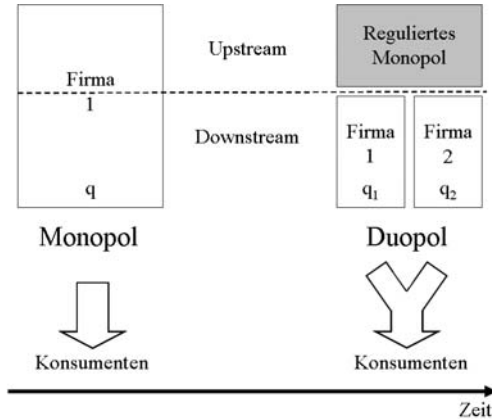 Upstream
Reguliertes
Monopol
Firma
1
Downstream
Firma
1
Firma
2
q
q₁
q₂
Monopol
Duopol
Konsumenten
Konsumenten
Zeit